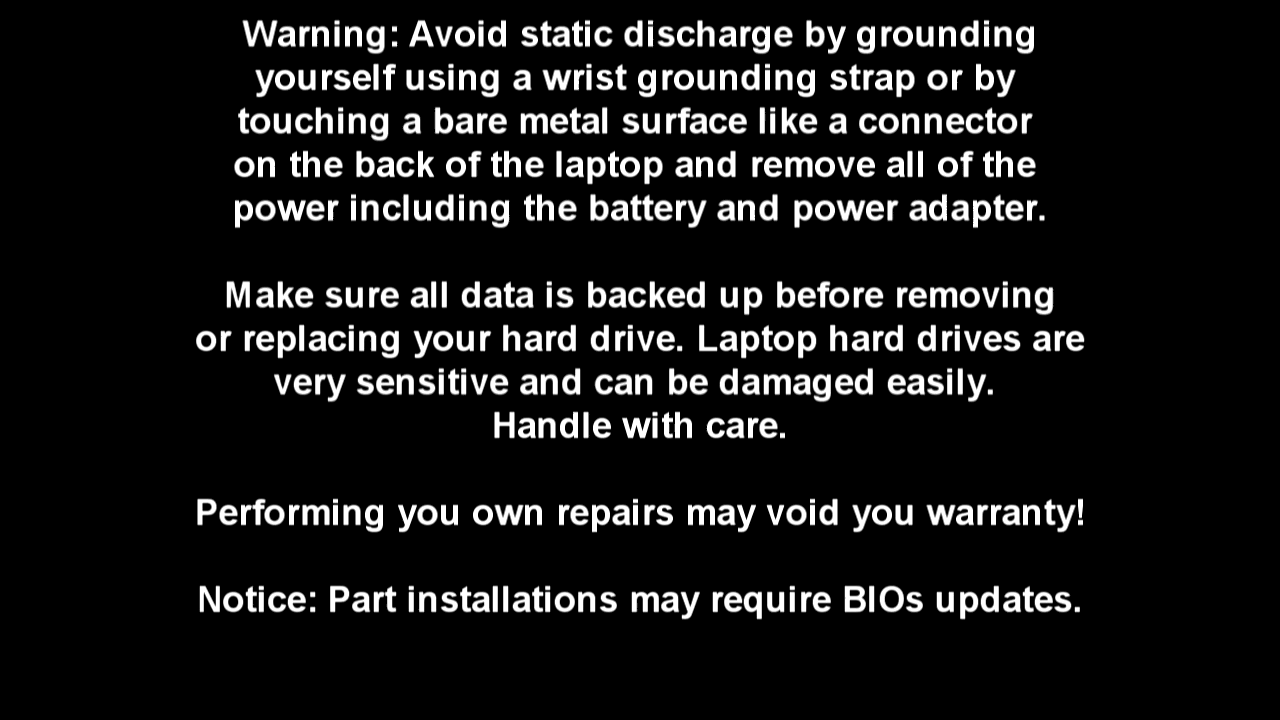 Warning: Avoid static discharge by grounding
yourself using a wrist grounding strap or by
touching a bare metal surface like a connector
on the back of the laptop and remove all of the
power including the battery and power adapter.
Make sure all data is backed up before removing
or replacing your hard drive. Laptop hard drives are
very sensitive and can be damaged easily.
Handle with care.
Performing you own repairs may void you warranty!
Notice: Part installations may require BIOs updates.